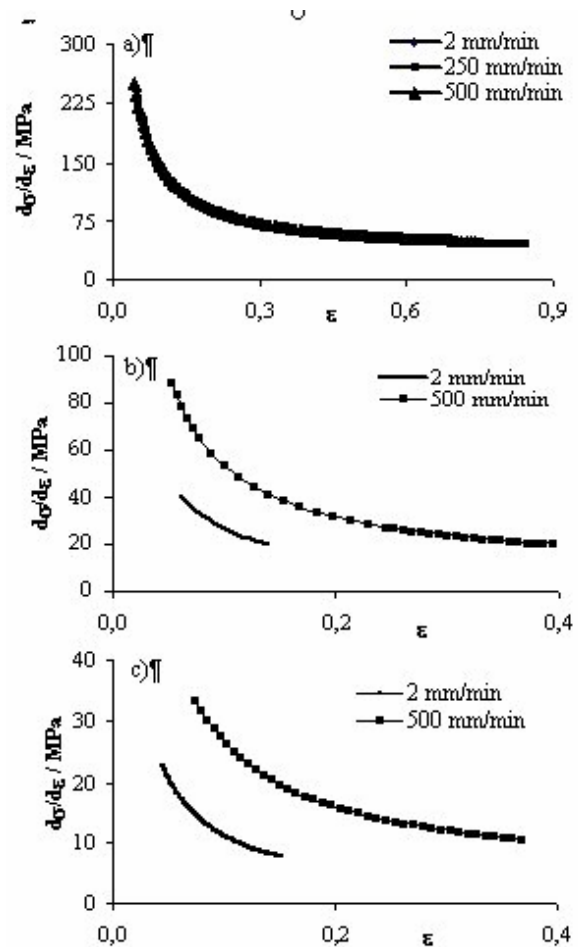 a)¶
2 mm/min
250 mm/min
500 mm/min
dσ/dε / MPa
300
225
150
75
0
0,0 0,3 0,6 0,9
ε
b)¶
2 mm/min
500 mm/min
dσ/dε / MPa
100
80
60
40
20
0
0,0 0,2 0,4
ε
c)¶
2 mm/min
500 mm/min
dσ/dε / MPa
40
30
20
10
0
0,0 0,2 0,4
ε